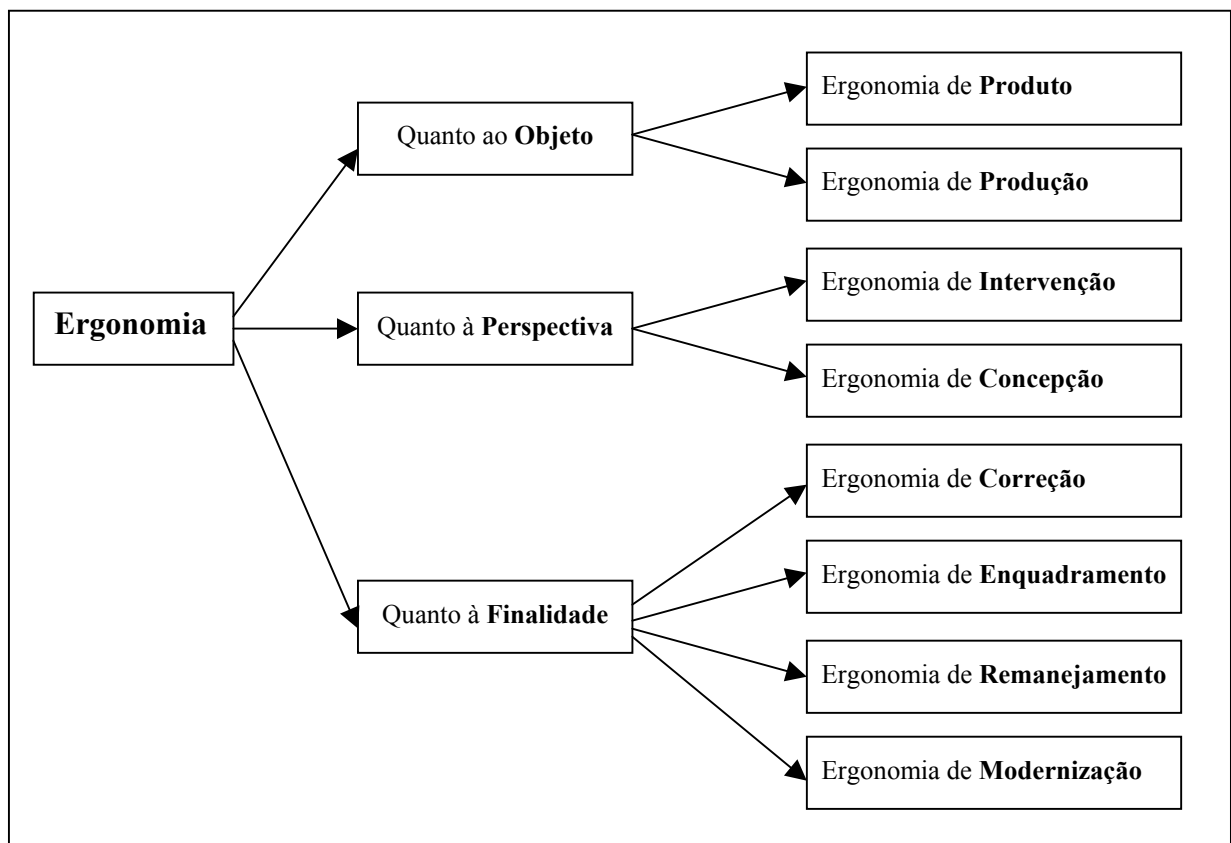 Ergonomia
Quanto ao Objeto
Ergonomia de Produto
Ergonomia de Produção
Quanto à Perspectiva
Ergonomia de Intervenção
Ergonomia de Concepção
Quanto à Finalidade
Ergonomia de Correção
Ergonomia de Enquadramento
Ergonomia de Remanejamento
Ergonomia de Modernização